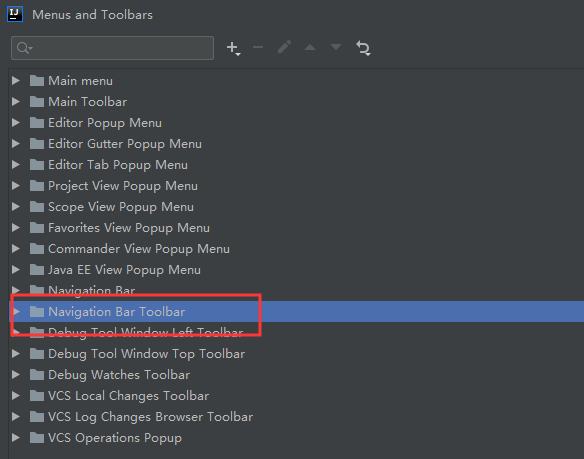 IJ Menus and Toolbars
Main menu
Main Toolbar
Editor Popup Menu
Editor Gutter Popup Menu
Editor Tab Popup Menu
Project View Popup Menu
Scope View Popup Menu
Favorites View Popup Menu
Commander View Popup Menu
Java EE View Popup Menu
Navigation Bar
Navigation Bar Toolbar
Debug Tool Window Left Toolbar
Debug Tool Window Top Toolbar
Debug Watches Toolbar
VCS Local Changes Toolbar
VCS Log Changes Browser Toolbar
VCS Operations Popup